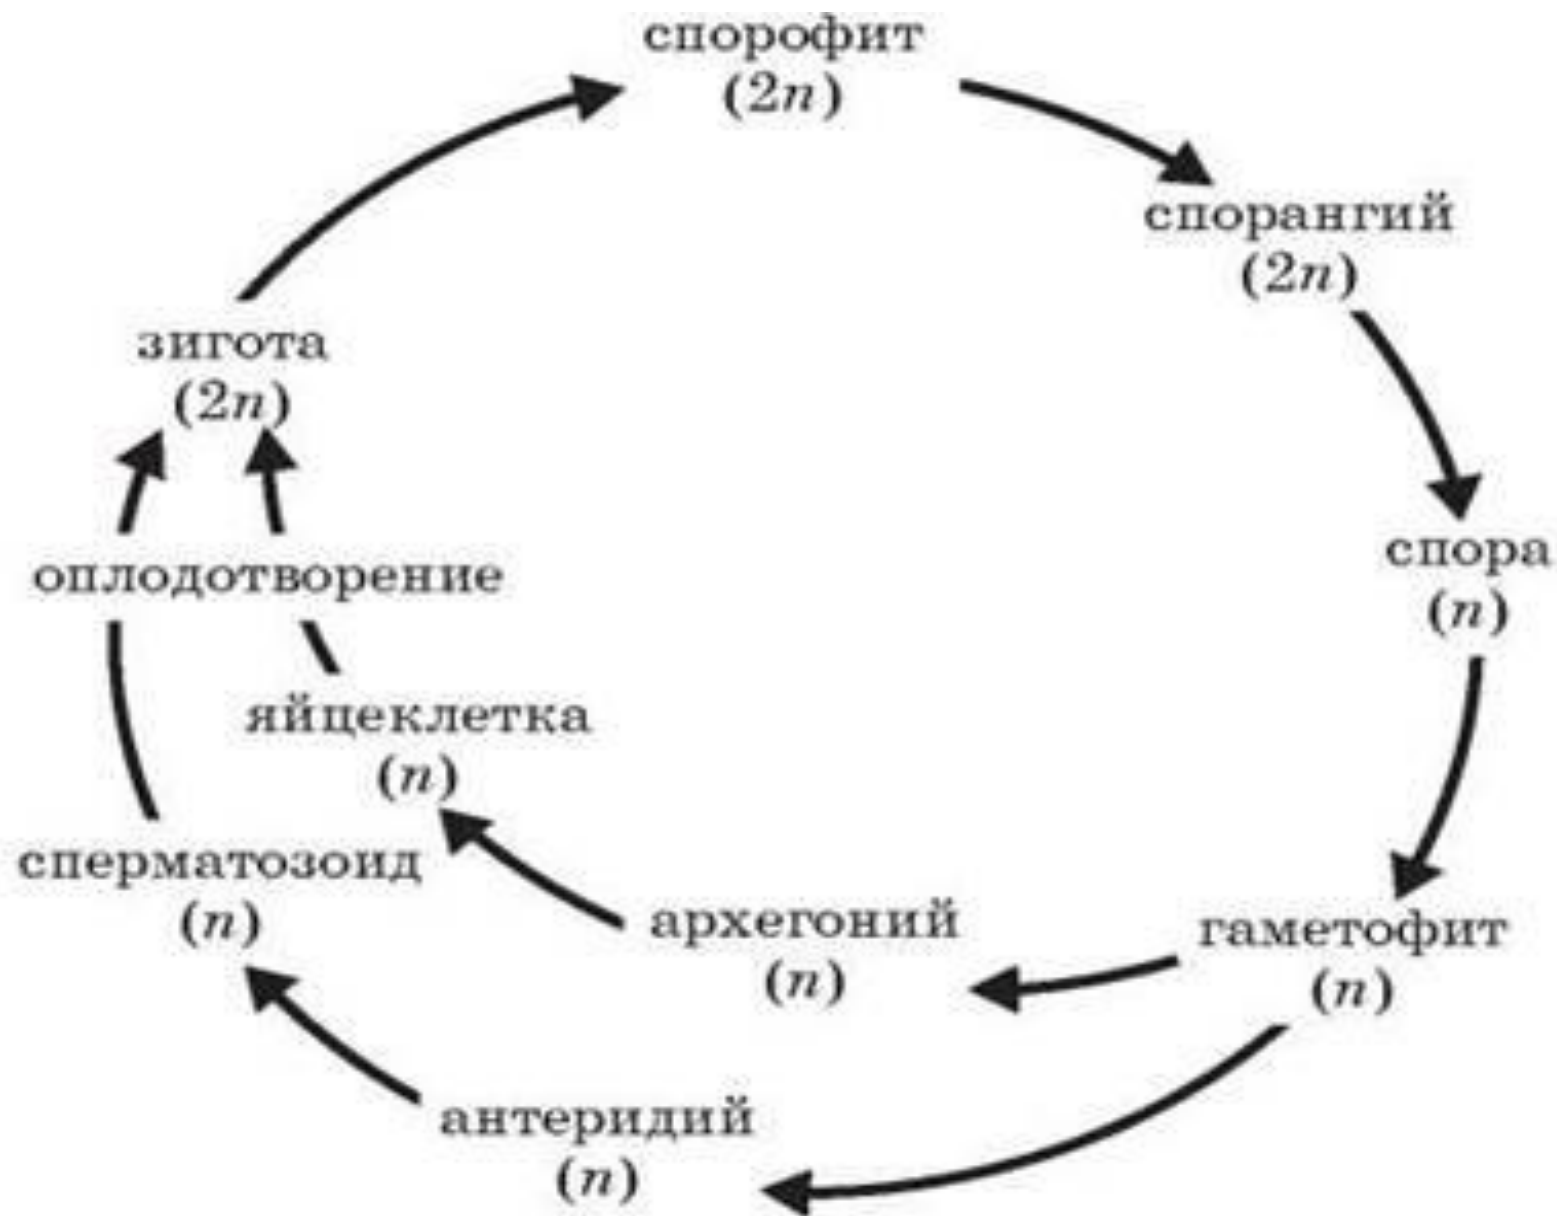 спорофит
(2n)
спорангий
(2n)
зигота
(2n)
спора
(n)
оплодотворение
яйцеклетка
(n)
сперматозоид
(n)
архегоний
(n)
гаметофит
(n)
антеридий
(n)